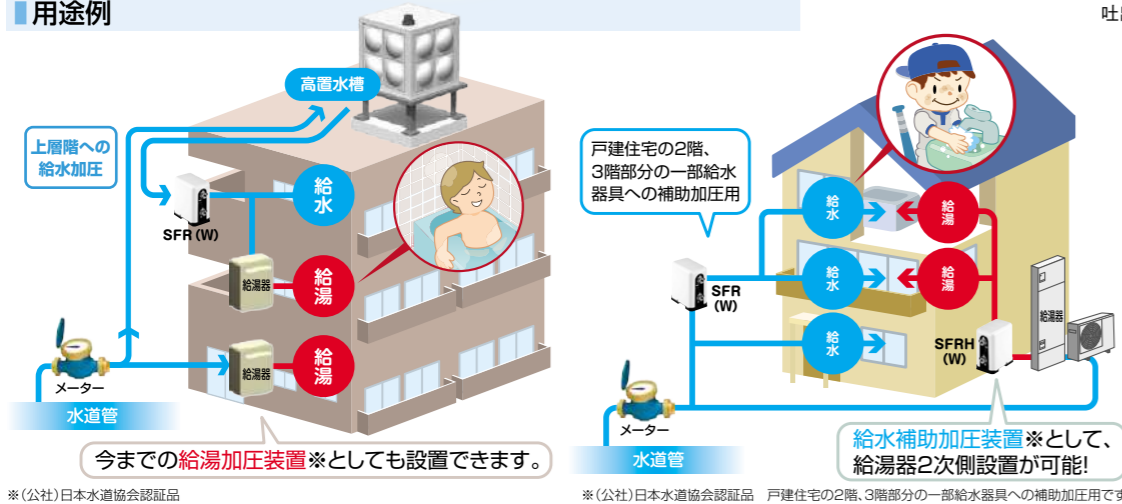 用途例
吐出
高置水槽
上層階への
給水加圧
SFR(W)
給水
給湯器
給湯
給湯器
給湯
メーター
水道管
今までの給湯加圧装置※としても設置できます。
※(公社)日本水道協会認証品
戸建住宅の2階、
3階部分の一部給水
器具への補助加圧用
給水
給湯
給水
給湯
給水
SFR
(W)
SFRH
(W)
給湯器
メーター
水道管
給水補助加圧装置※として、
給湯器2次側設置が可能!
※(公社)日本水道協会認証品 戸建住宅の2階、3階部分の一部給水器具への補助加圧用です